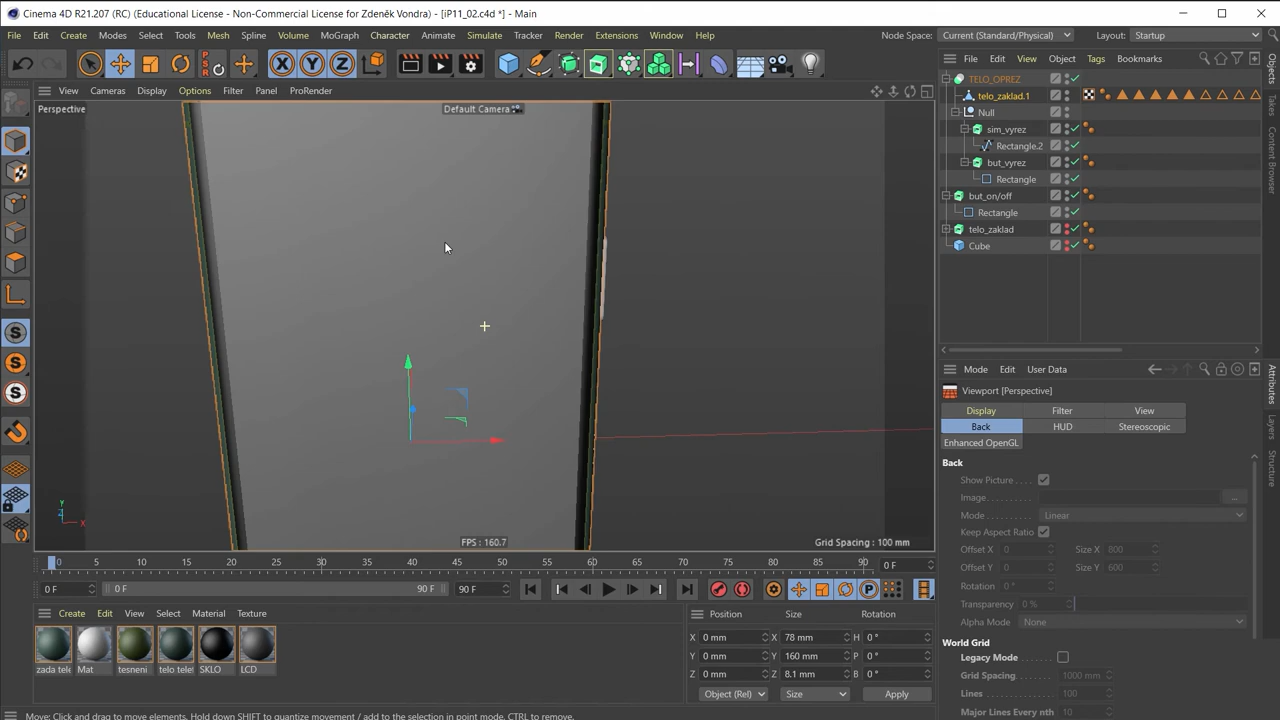 Cinema 4D R21.207 (RC) (Educational License - Non-Commercial License for Zdeněk Vondra) - [iP11_02.c4d *] - Main
File Edit Create Modes Select Tools Mesh Spline Volume MoGraph Character Animate Simulate Tracker Render Extensions Window Help Node Space: Current (Standard/Physical) Layout: Startup
PSR
0
X Y Z
File Edit View Object Tags Bookmarks
View Cameras Display Options Filter Panel ProRender
Perspective
Default Camera
TELO_OPREZ
telo_zaklad.1
Null
sim_vyrez
Rectangle.2
but_vyrez
Rectangle
but_on/off
Rectangle
telo_zaklad
Cube
Objects
Takes
Content Browser
Mode Edit User Data
Viewport [Perspective]
Display Filter View
Back HUD Stereoscopic
Enhanced OpenGL
Back
Show Picture . . . .
Image. . . . . . . . . ...
Mode . . . . . . . . . Linear
Keep Aspect Ratio
Offset X 0 Size X 800
Offset Y 0 Size Y 600
Rotation 0 °
Transparency 0 %
Alpha Mode None
World Grid
Legacy Mode
Grid Spacing 1000 mm
Lines 100
Major Lines Every nth 10
Attributes
Layers
Structure
S
S
S
Y
Z
X
FPS : 160.7
Grid Spacing : 100 mm
0 5 10 15 20 25 30 35 40 45 50 55 60 65 70 75 80 85 90 0 F
0 F 0 F 90 F 90 F
P
Create Edit View Select Material Texture
zada tele Mat tesneni telo tele SKLO LCD
Position Size Rotation
X 0 mm X 78 mm H 0 °
Y 0 mm Y 160 mm P 0 °
Z 0 mm Z 8.1 mm B 0 °
Object (Rel) Size Apply
Move: Click and drag to move elements. Hold down SHIFT to quantize movement / add to the selection in point mode, CTRL to remove.